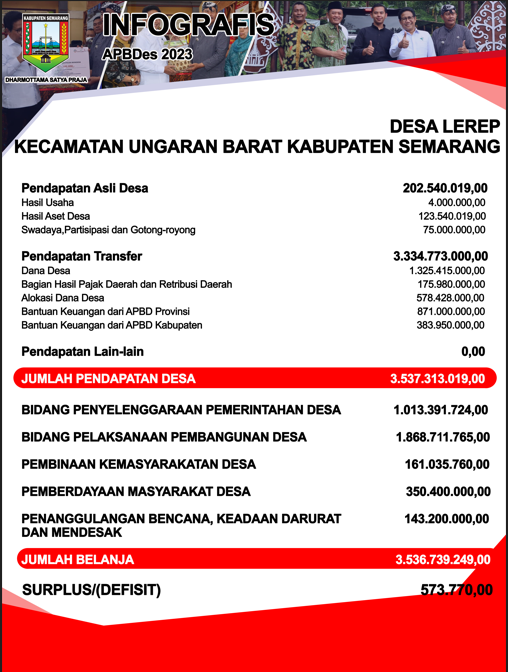 KABUPATEN SEMARANG
DHARMOTTAMA SATYA PRAJA
INFOGRAFIS
APBDes 2023
DESA LEREP
KECAMATAN UNGARAN BARAT KABUPATEN SEMARANG
Pendapatan Asli Desa 202.540.019,00
Hasil Usaha 4.000.000,00
Hasil Aset Desa 123.540.019,00
Swadaya,Partisipasi dan Gotong-royong 75.000.000,00
Pendapatan Transfer 3.334.773.000,00
Dana Desa 1.325.415.000,00
Bagian Hasil Pajak Daerah dan Retribusi Daerah 175.980.000,00
Alokasi Dana Desa 578.428.000,00
Bantuan Keuangan dari APBD Provinsi 871.000.000,00
Bantuan Keuangan dari APBD Kabupaten 383.950.000,00
Pendapatan Lain-lain 0,00
JUMLAH PENDAPATAN DESA 3.537.313.019,00
BIDANG PENYELENGGARAAN PEMERINTAHAN DESA 1.013.391.724,00
BIDANG PELAKSANAAN PEMBANGUNAN DESA 1.868.711.765,00
PEMBINAAN KEMASYARAKATAN DESA 161.035.760,00
PEMBERDAYAAN MASYARAKAT DESA 350.400.000,00
PENANGGULANGAN BENCANA, KEADAAN DARURAT 143.200.000,00
DAN MENDESAK
JUMLAH BELANJA 3.536.739.249,00
SURPLUS/(DEFISIT) 573.770,00